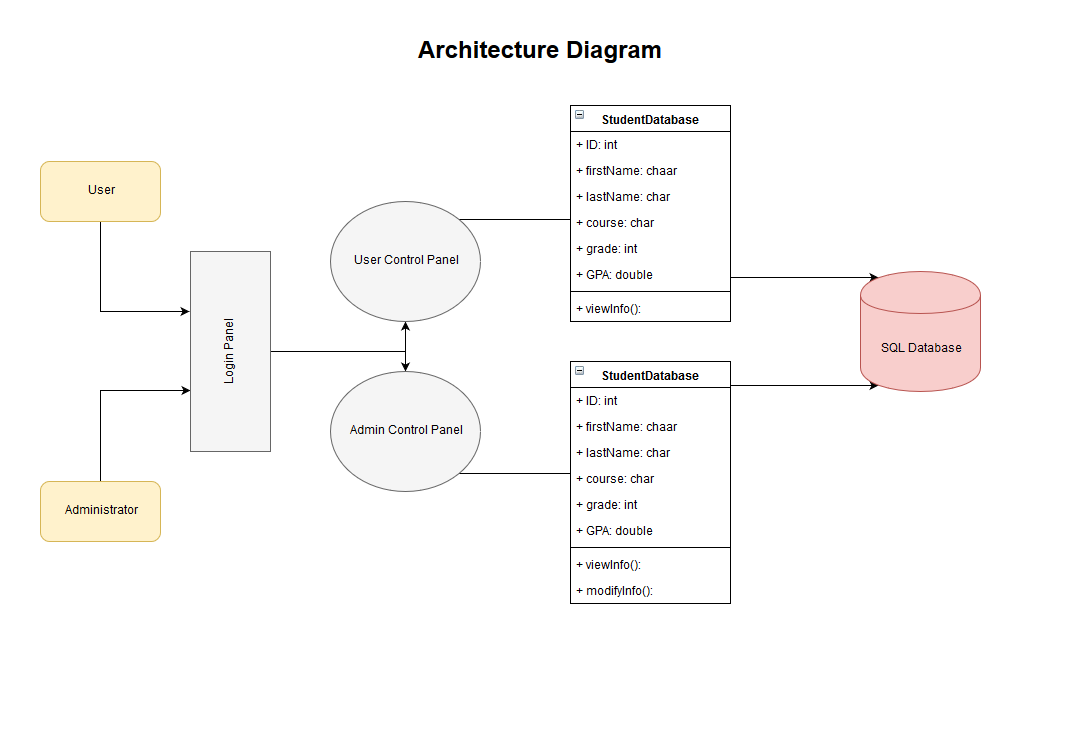 Architecture Diagram
User
Administrator
Login Panel
User Control Panel
Admin Control Panel
StudentDatabase
+ ID: int
+ firstName: chaar
+ lastName: char
+ course: char
+ grade: int
+ GPA: double
+ viewInfo():
StudentDatabase
+ ID: int
+ firstName: chaar
+ lastName: char
+ course: char
+ grade: int
+ GPA: double
+ viewInfo():
+ modifyInfo():
SQL Database